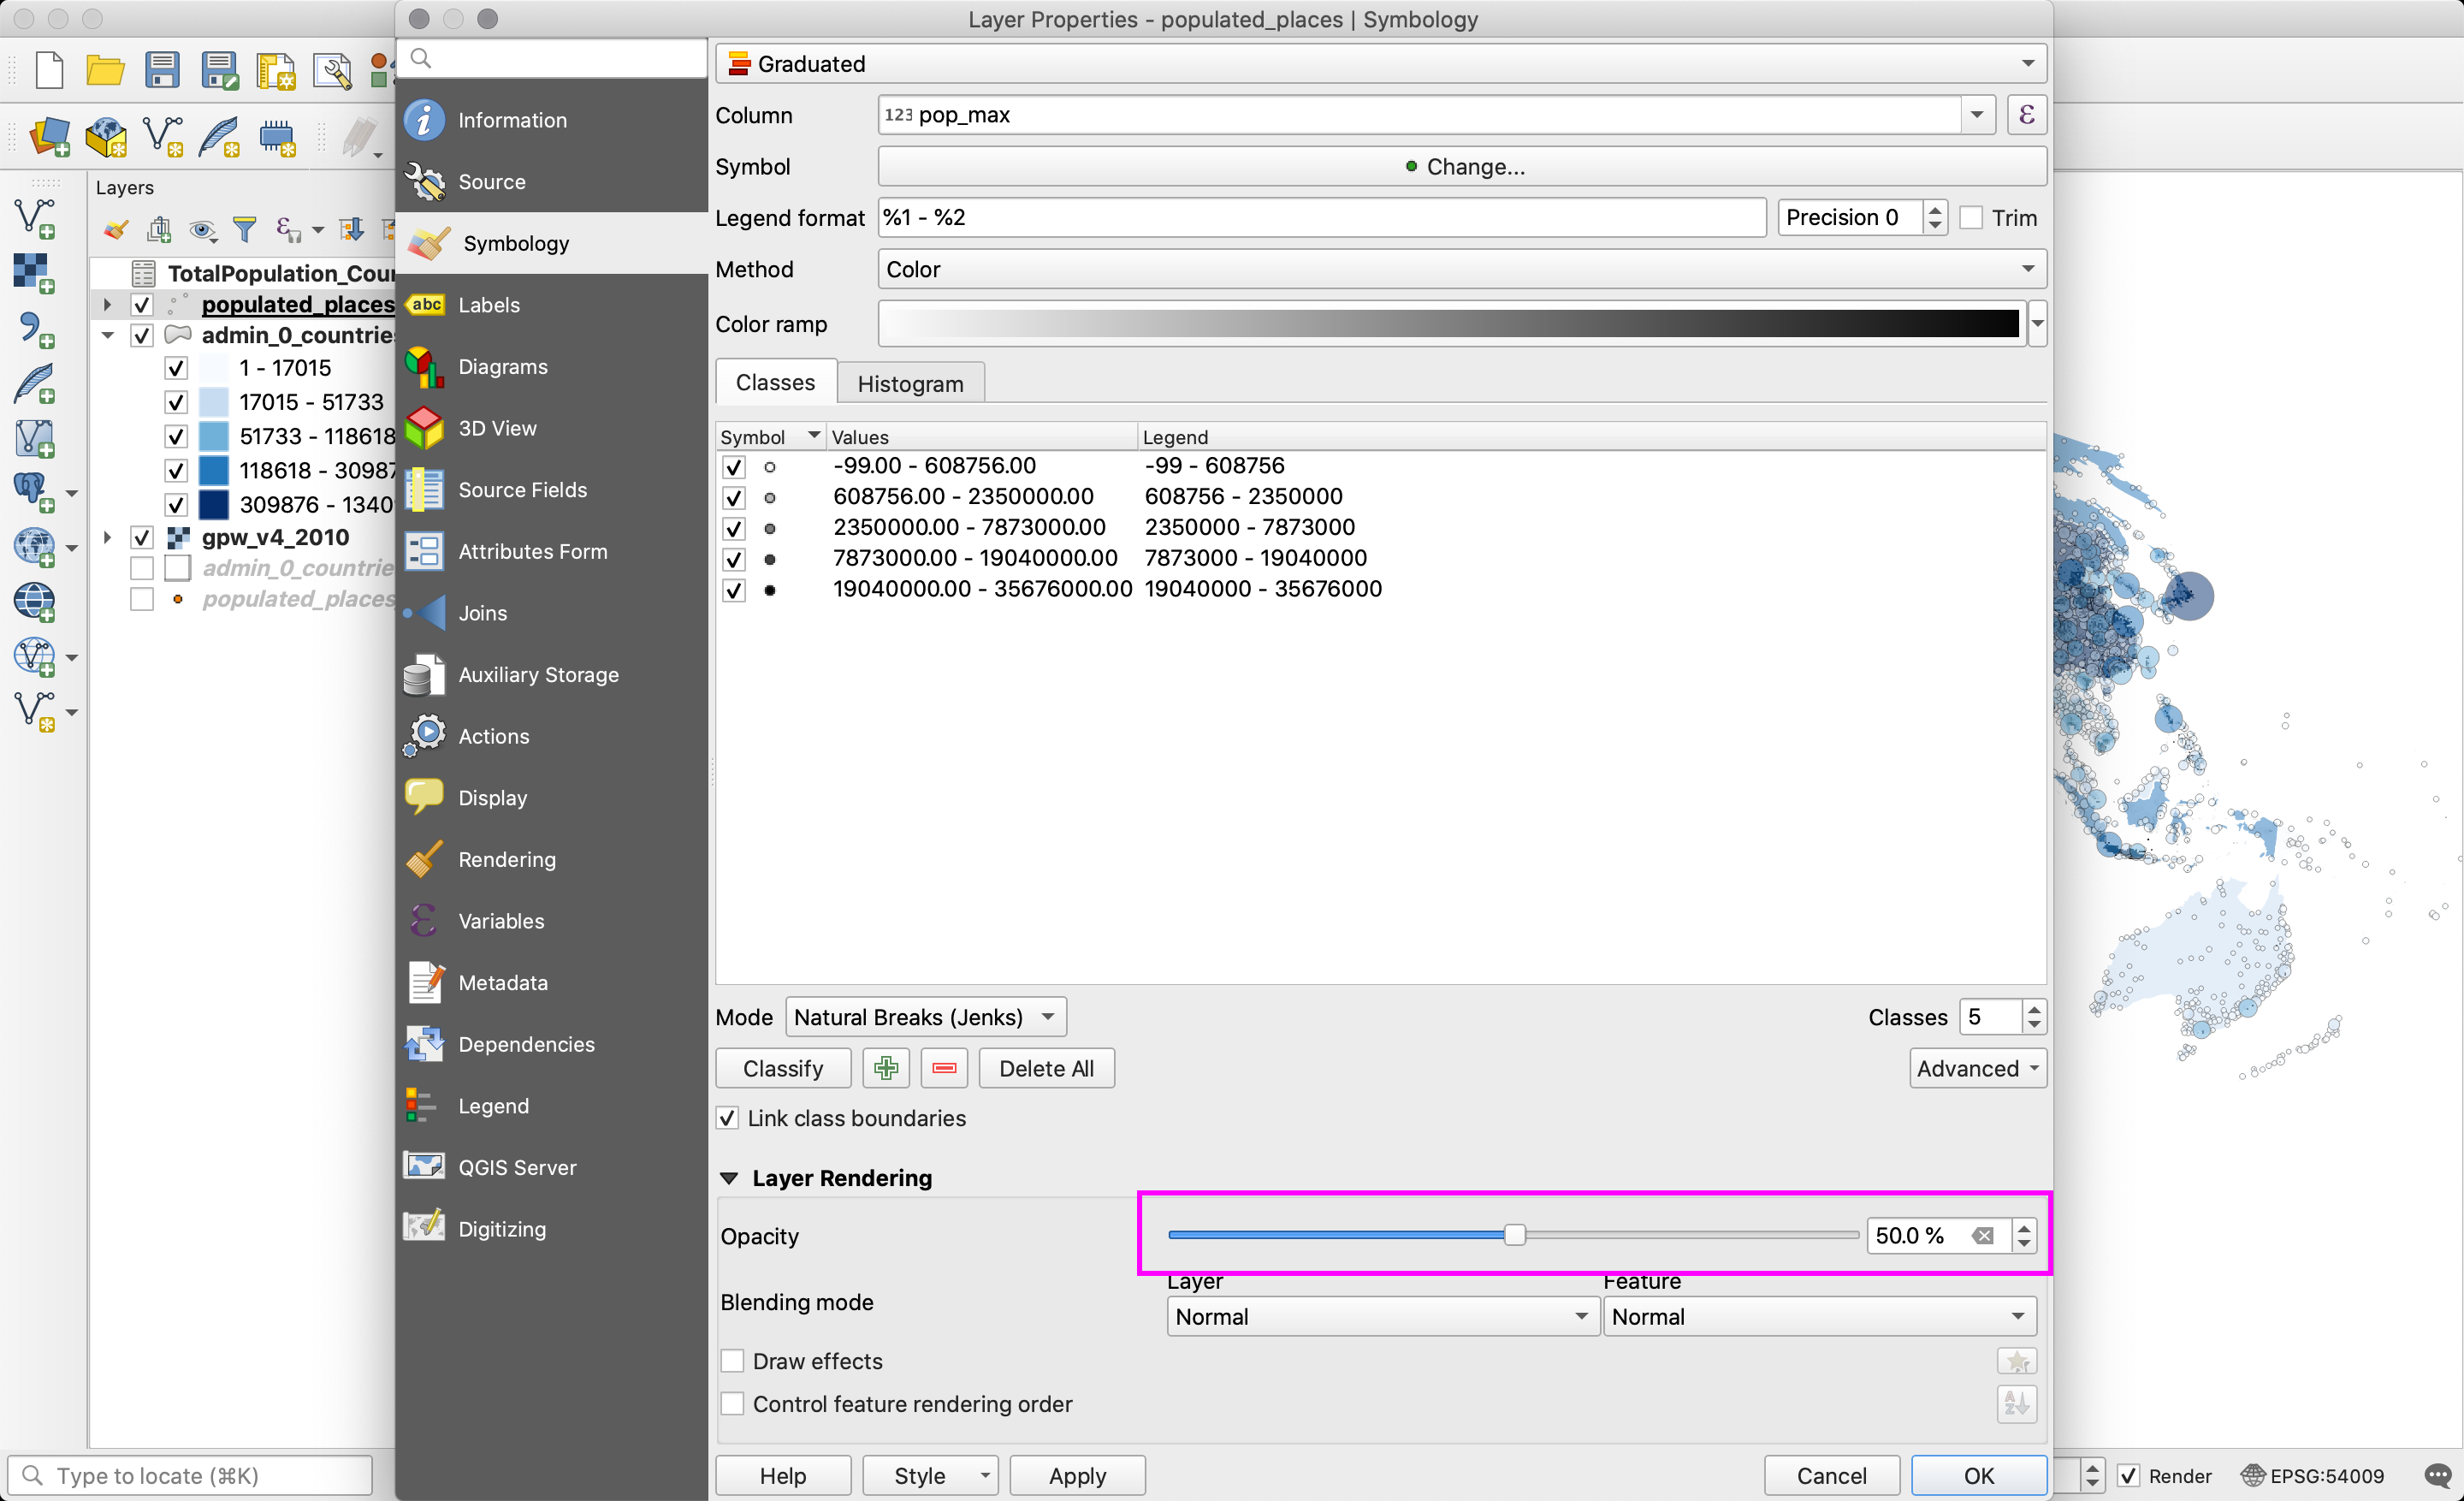 Layer Properties - populated_places | Symbology
Layers
TotalPopulation_Cou
populated_places
admin_0_countries
1 - 17015
17015 - 51733
51733 - 118618
118618 - 30987
309876 - 1340
gpw_v4_2010
admin_0_countrie
populated_places
Type to locate (⌘K)
Information
Source
Symbology
abc Labels
Diagrams
3D View
Source Fields
Attributes Form
Joins
Auxiliary Storage
Actions
Display
Rendering
Variables
Metadata
Dependencies
Legend
QGIS Server
Digitizing
Graduated
Column 123 pop_max ε
Symbol Change...
Legend format %1 - %2 Precision 0 Trim
Method Color
Color ramp
Classes Histogram
Symbol Values Legend
-99.00 - 608756.00 -99 - 608756
608756.00 - 2350000.00 608756 - 2350000
2350000.00 - 7873000.00 2350000 - 7873000
7873000.00 - 19040000.00 7873000 - 19040000
19040000.00 - 35676000.00 19040000 - 35676000
Mode Natural Breaks (Jenks) Classes 5
Classify Delete All Advanced
Link class boundaries
Layer Rendering
Opacity 50.0 %
Layer Feature
Blending mode Normal Normal
Draw effects
Control feature rendering order
Help Style Apply Cancel OK
Render EPSG:54009